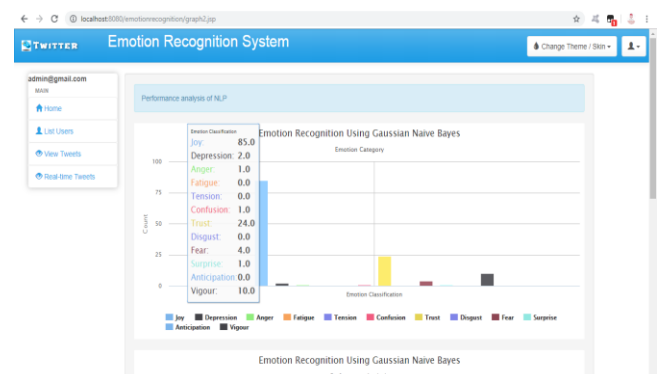 localhost:8080/emotionrecognition/graph2.jsp
TWITTER
Emotion Recognition System
Change Theme / Skin
admin@gmail.com
MAIN
Home
List Users
View Tweets
Real-time Tweets
Performance analysis of NLP
Emotion Recognition Using Gaussian Naive Bayes
Emotion Category
Emotion Classification
Joy: 85.0
Depression: 2.0
Anger: 1.0
Fatigue: 0.0
Tension: 0.0
Confusion: 1.0
Trust: 24.0
Disgust: 0.0
Fear: 4.0
Surprise: 1.0
Anticipation: 0.0
Vigour: 10.0
100
75
50
25
0
Count
Emotion Classification
Joy Depression Anger Fatigue Tension Confusion Trust Disgust Fear Surprise
Anticipation Vigour
Emotion Recognition Using Gaussian Naive Bayes